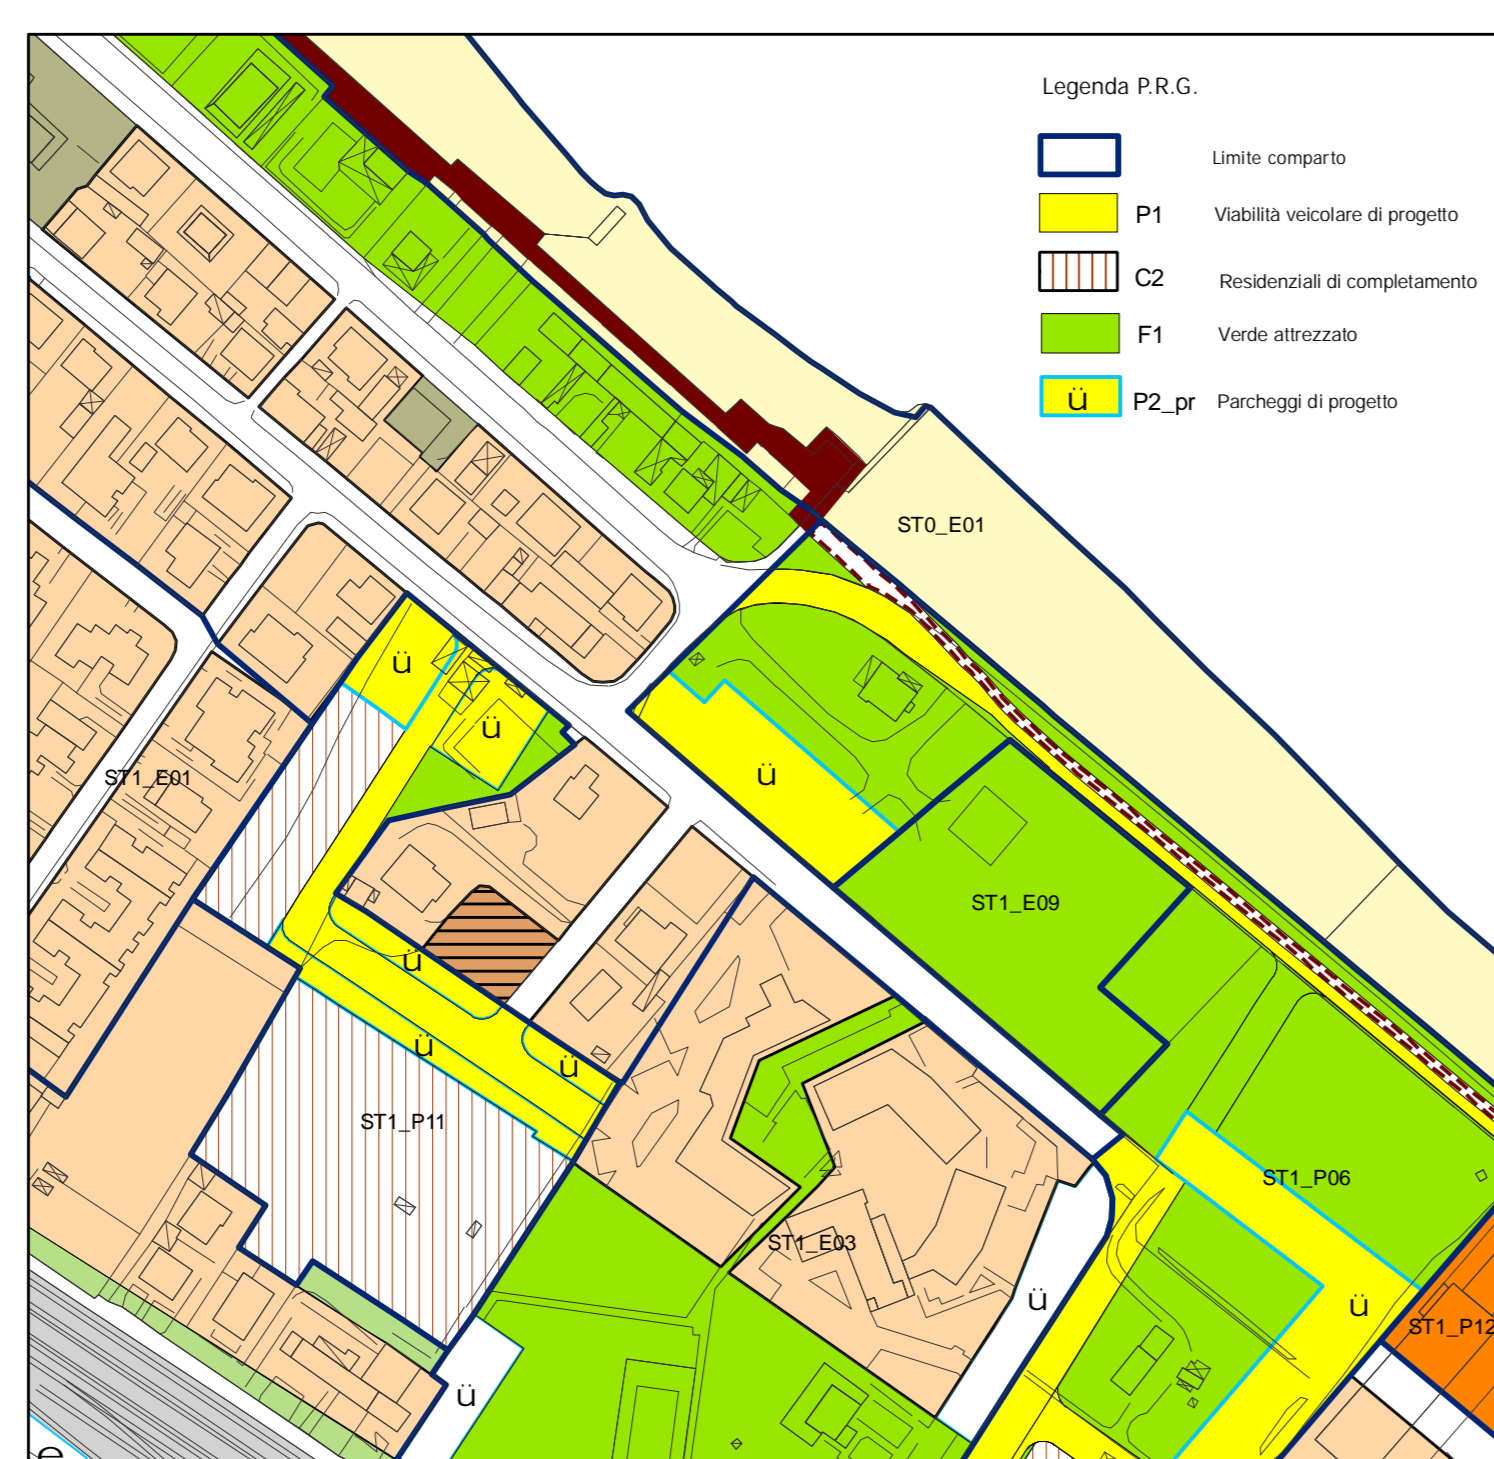 Legenda P.R.G.
Limite comparto
P1 Viabilità veicolare di progetto
C2 Residenziali di completamento
F1 Verde attrezzato
ü P2_pr Parcheggi di progetto
ST0_E01
ü
ü
ü
ST1_E01
ST1_E09
ü
ü
ü
ST1_P11
ST1_P06
ST1_E03
ü
ü
ST1_P12
ü
e